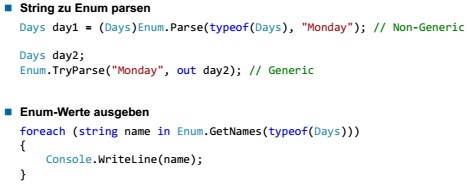 String zu Enum parsen
Days day1 = (Days)Enum.Parse(typeof(Days), "Monday"); // Non-Generic
Days day2;
Enum.TryParse("Monday", out day2); // Generic
Enum-Werte ausgeben
foreach (string name in Enum.GetNames(typeof(Days)))
{
    Console.WriteLine(name);
}